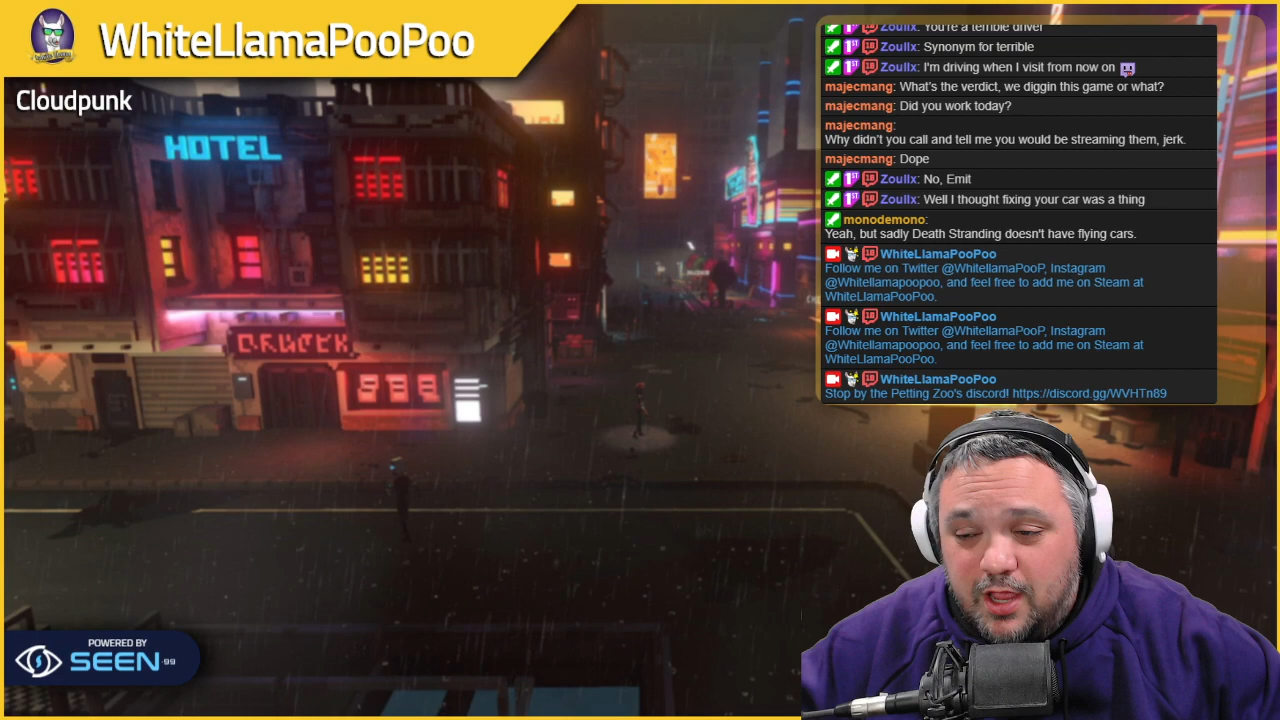 WhiteLlamaPooPoo
Cloudpunk
HOTEL
Zoullx: You're a terrible driver
Zoullx: Synonym for terrible
Zoullx: I'm driving when I visit from now on
majecmang: What's the verdict, we diggin this game or what?
majecmang: Did you work today?
majecmang:
Why didn't you call and tell me you would be streaming them, jerk.
majecmang: Dope
Zoullx: No, Emit
Zoullx: Well I thought fixing your car was a thing
monodemono:
Yeah, but sadly Death Stranding doesn't have flying cars.
WhiteLlamaPooPoo
Follow me on Twitter @WhitellamaPooP, Instagram
@Whitellamapoopoo, and feel free to add me on Steam at
WhiteLlamaPooPoo.
WhiteLlamaPooPoo
Follow me on Twitter @WhitellamaPooP, Instagram
@Whitellamapoopoo, and feel free to add me on Steam at
WhiteLlamaPooPoo.
WhiteLlamaPooPoo
Stop by the Petting Zoo's discord! https://discord.gg/WVHTn89
POWERED BY
SEEN.99